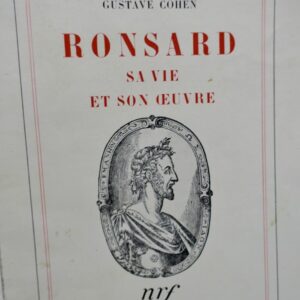 GUSTAVE COHEN
RONSARD
SA VIE
ET SON ŒUVRE
nrf